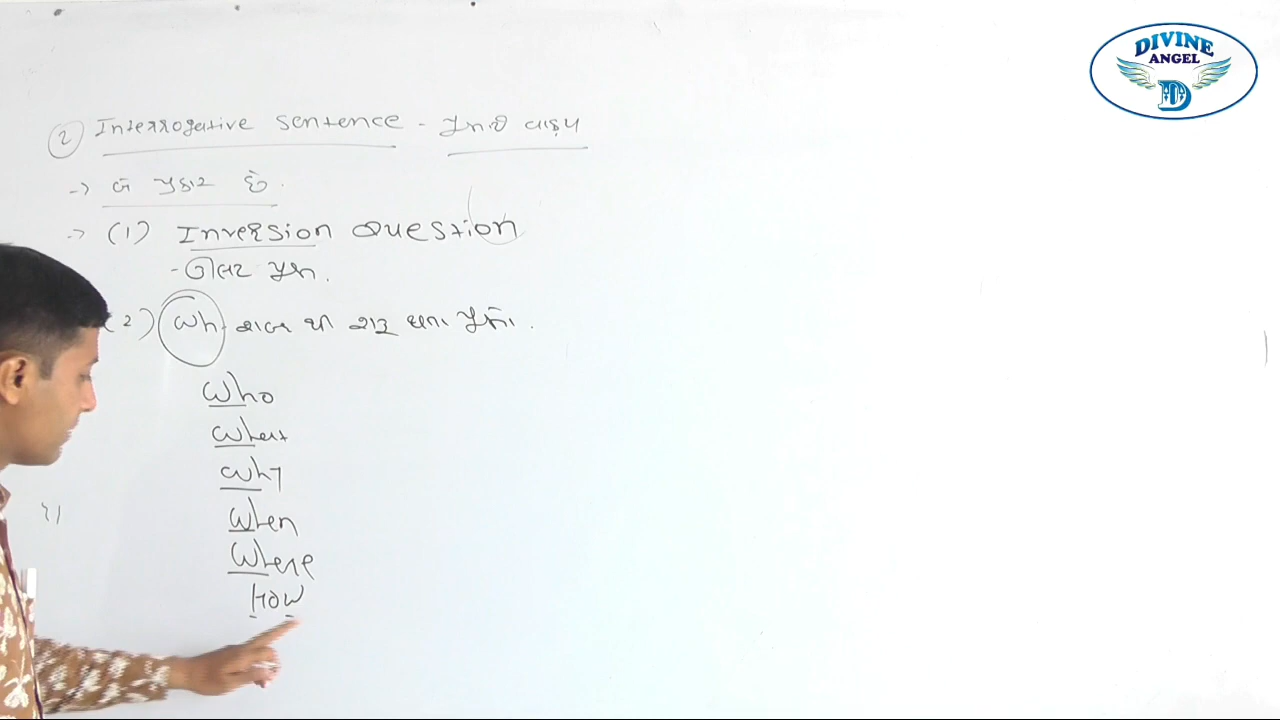 DIVINE
ANGEL
D
(2) Interrogative sentence - પ્રશ્નાર્થ વાક્ય
-> બે પ્રકાર છે.
-> (1) Inversion Question
- ઊલટ પ્રશ્ન.
(2) Wh શબ્દ થી શરૂ થતા પ્રશ્નો.
Who
What
Why
When
Where
How